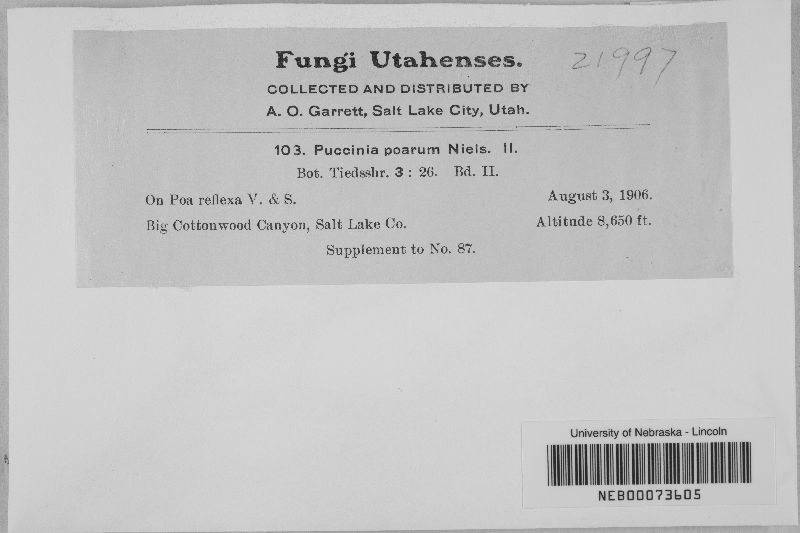 Fungi Utahenses.
21997
COLLECTED AND DISTRIBUTED BY
A. O. Garrett, Salt Lake City, Utah.
103. Puccinia poarum Niels. II.
Bot. Tiedsshr. 3 : 26. Bd. II.
On Poa reflexa V. & S.
August 3, 1906.
Big Cottonwood Canyon, Salt Lake Co.
Altitude 8,650 ft.
Supplement to No. 87.
University of Nebraska - Lincoln
NEB00073605